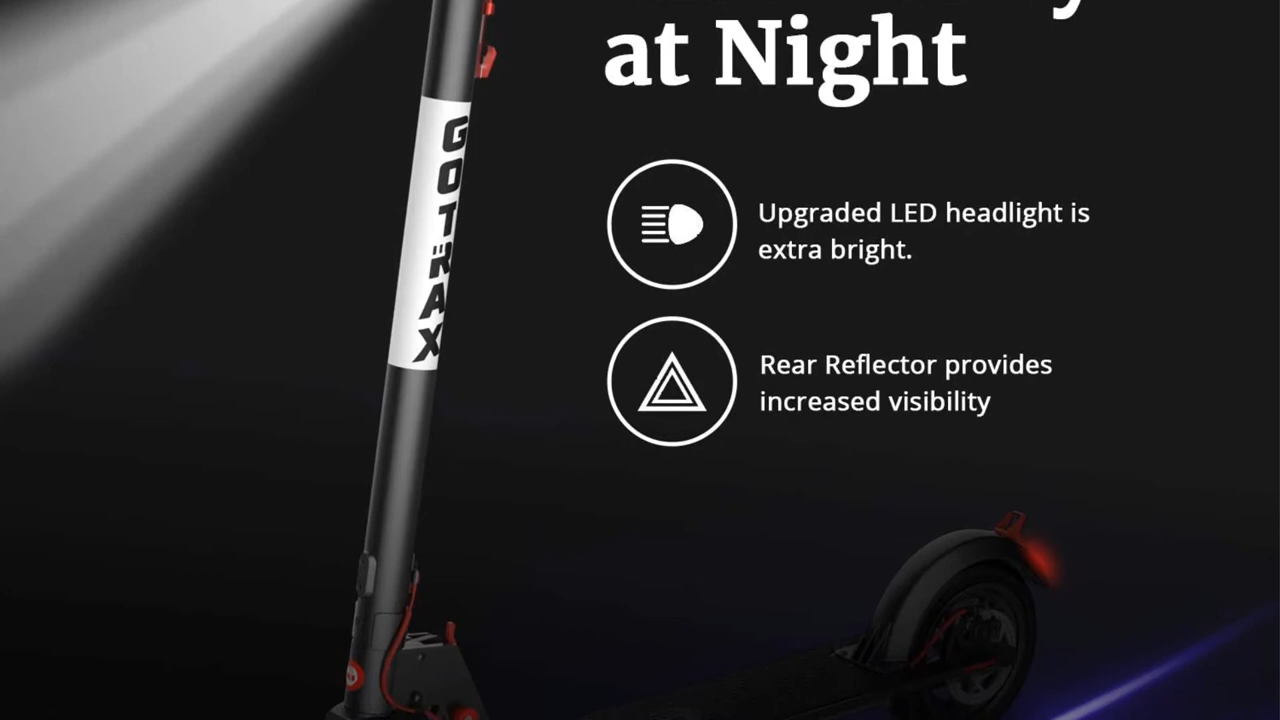 at Night
GOTRAX
Upgraded LED headlight is
extra bright.
Rear Reflector provides
increased visibility